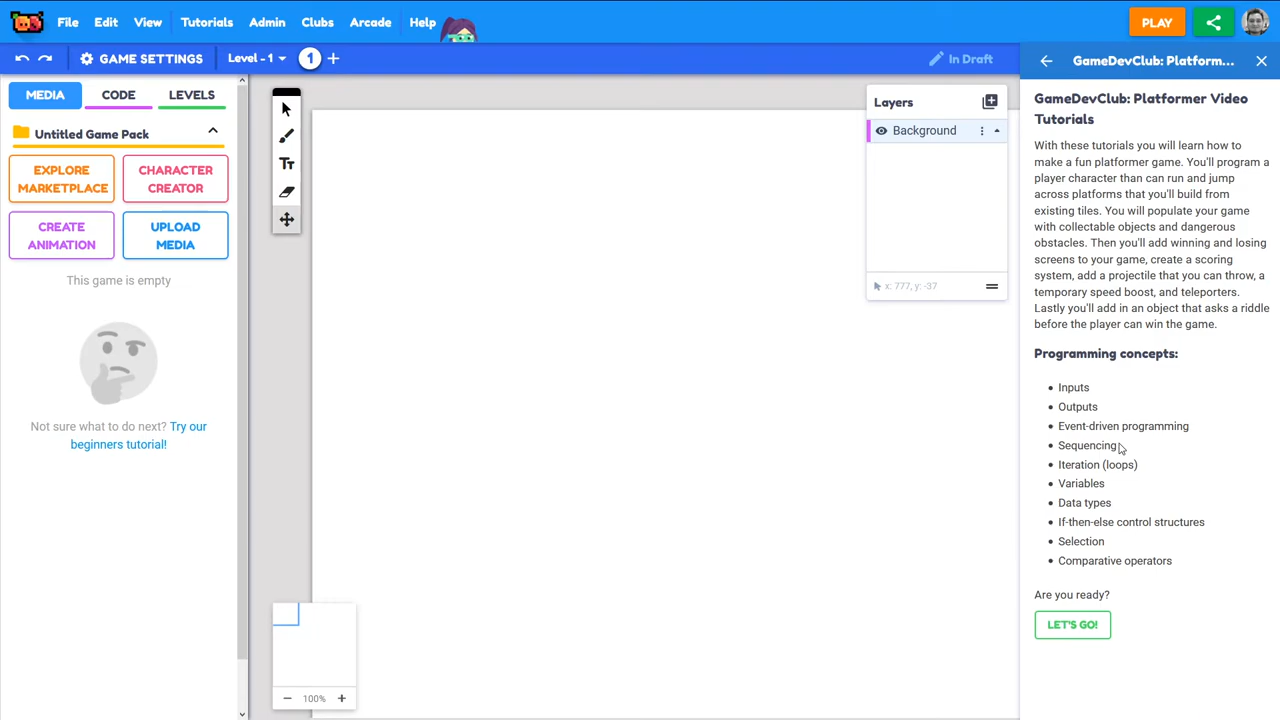 File Edit View Tutorials Admin Clubs Arcade Help PLAY
GAME SETTINGS Level - 1 1 + In Draft
GameDevClub: Platform...
MEDIA CODE LEVELS
Untitled Game Pack
EXPLORE MARKETPLACE
CHARACTER CREATOR
CREATE ANIMATION
UPLOAD MEDIA
This game is empty
Not sure what to do next? Try our
beginners tutorial!
Tt
100%
Layers
Background
x: 777, y: -37
GameDevClub: Platformer Video
Tutorials
With these tutorials you will learn how to
make a fun platformer game. You'll program a
player character than can run and jump
across platforms that you'll build from
existing tiles. You will populate your game
with collectable objects and dangerous
obstacles. Then you'll add winning and losing
screens to your game, create a scoring
system, add a projectile that you can throw, a
temporary speed boost, and teleporters.
Lastly you'll add in an object that asks a riddle
before the player can win the game.
Programming concepts:
• Inputs
• Outputs
• Event-driven programming
• Sequencing
• Iteration (loops)
• Variables
• Data types
• If-then-else control structures
• Selection
• Comparative operators
Are you ready?
LET'S GO!